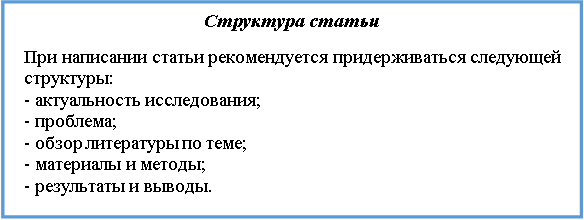 Структура статьи
При написании статьи рекомендуется придерживаться следующей
структуры:
- актуальность исследования;
- проблема;
- обзор литературы по теме;
- материалы и методы;
- результаты и выводы.